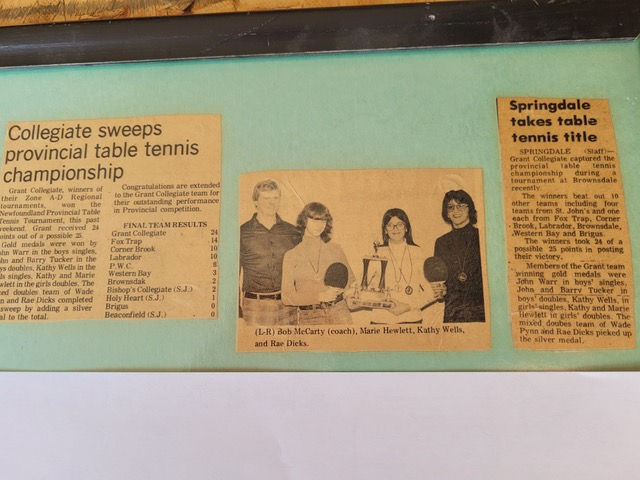 Collegiate sweeps
provincial table tennis
championship
Grant Collegiate, winners of
their Zone A-D Regional
tournaments, won the
Newfoundland Provincial Table
Tennis Tournament, this past
weekend. Grant received 24
points out of a possible 25.
Gold medals were won by
John Warr in the boys singles,
John and Barry Tucker in the
boys doubles, Kathy Wells in the
girls singles, Kathy and Marie
Hewlett in the girls doubles. The
mixed doubles team of Wade
Pynn and Rae Dicks completed
sweep by adding a silver
to the total.
Congratulations are extended
to the Grant Collegiate team for
their outstanding performance
in Provincial competition.
FINAL TEAM RESULTS
Grant Collegiate 24
Fox Trap 14
Corner Brook 10
Labrador 10
P.W.C. 6
Western Bay 3
Brownsdale 2
Bishop's Collegiate (S.J.) 2
Holy Heart (S.J.) 1
Brigus 0
Beaconfield (S.J.) 0
(L-R) Bob McCarty (coach), Marie Hewlett, Kathy Wells,
and Rae Dicks.
Springdale
takes table
tennis title
SPRINGDALE (Staff)—
Grant Collegiate captured the
provincial table tennis
championship during a
tournament at Brownsdale
recently.
The winners beat out 10
other teams including four
teams from St. John's and one
each from Fox Trap, Corner
Brook, Labrador, Brownsdale,
Western Bay and Brigus.
The winners took 24 of a
possible 25 points in posting
their victory.
Members of the Grant team
winning gold medals were
John Warr in boys' singles,
John and Barry Tucker in
boys' doubles, Kathy Wells, in
girls' singles, Kathy and Marie
Hewlett in girls' doubles. The
mixed doubes team of Wade
Pynn and Rae Dicks picked up
the silver medal.